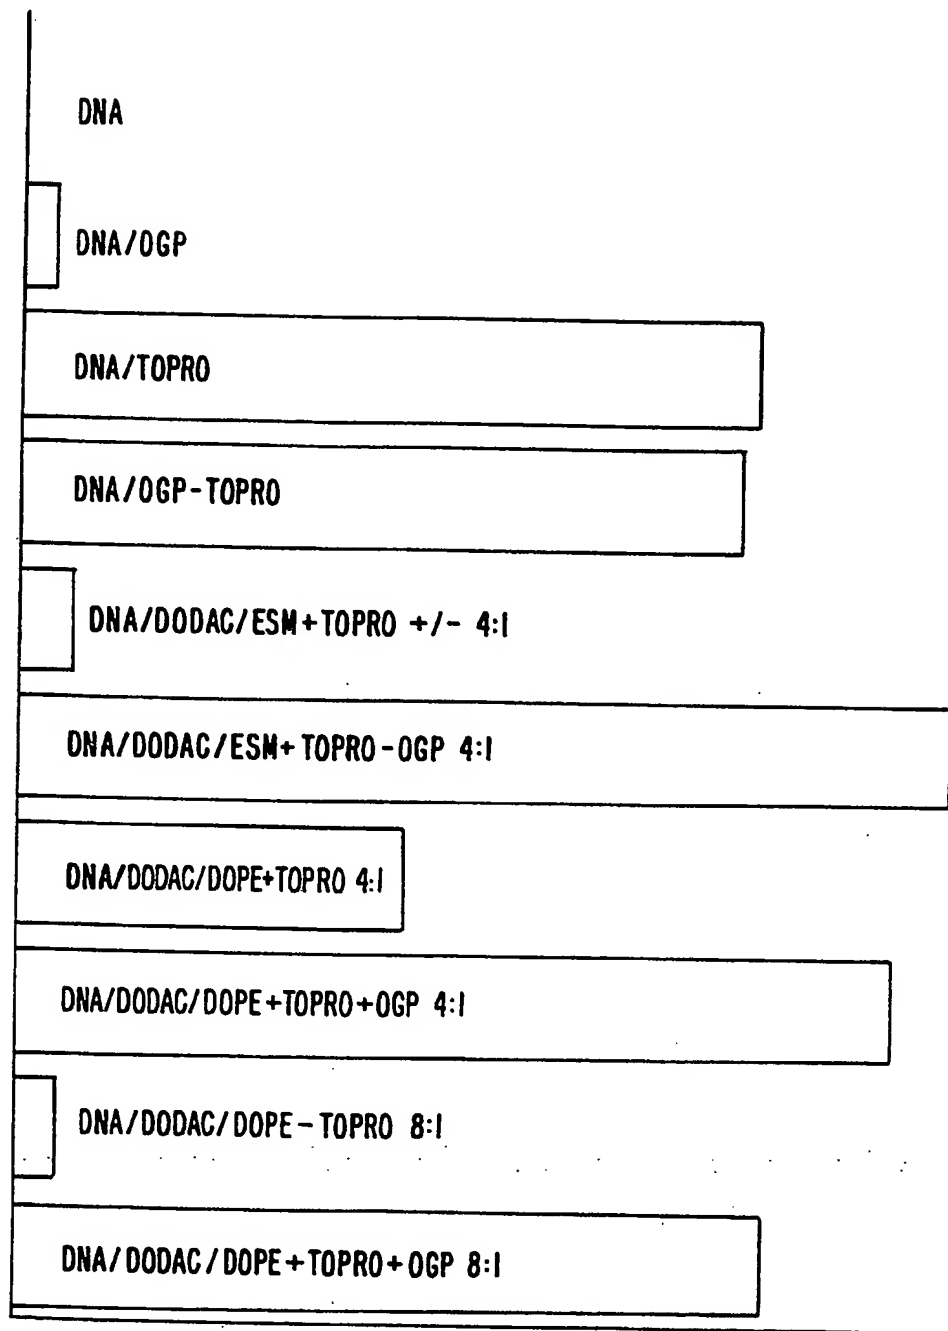 DNA
DNA/OGP
DNA/TOPRO
DNA/OGP-TOPRO
DNA/DODAC/ESM+TOPRO +/- 4:1
DNA/DODAC/ESM+TOPRO-OGP 4:1
DNA/DODAC/DOPE+TOPRO 4:1
DNA/DODAC/DOPE+TOPRO+OGP 4:1
DNA/DODAC/DOPE-TOPRO 8:1
DNA/DODAC/DOPE+TOPRO+OGP 8:1